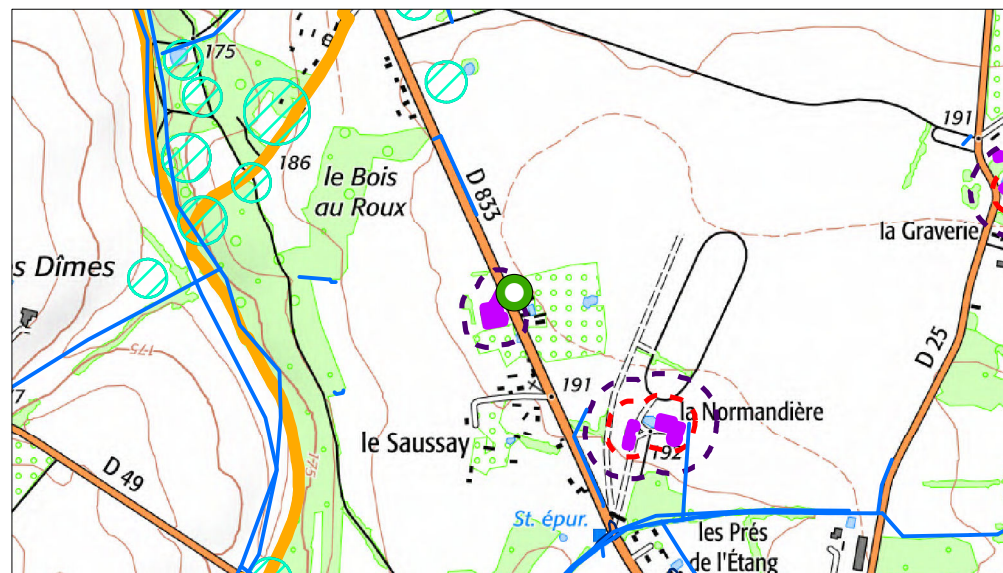 175
191
186
le Bois
au Roux
D 833
la Graverie
s Dîmes
175
D 25
7
191
la Normandière
le Saussay
192
D 49
175
St. épur.
les Prés
de l'Étang